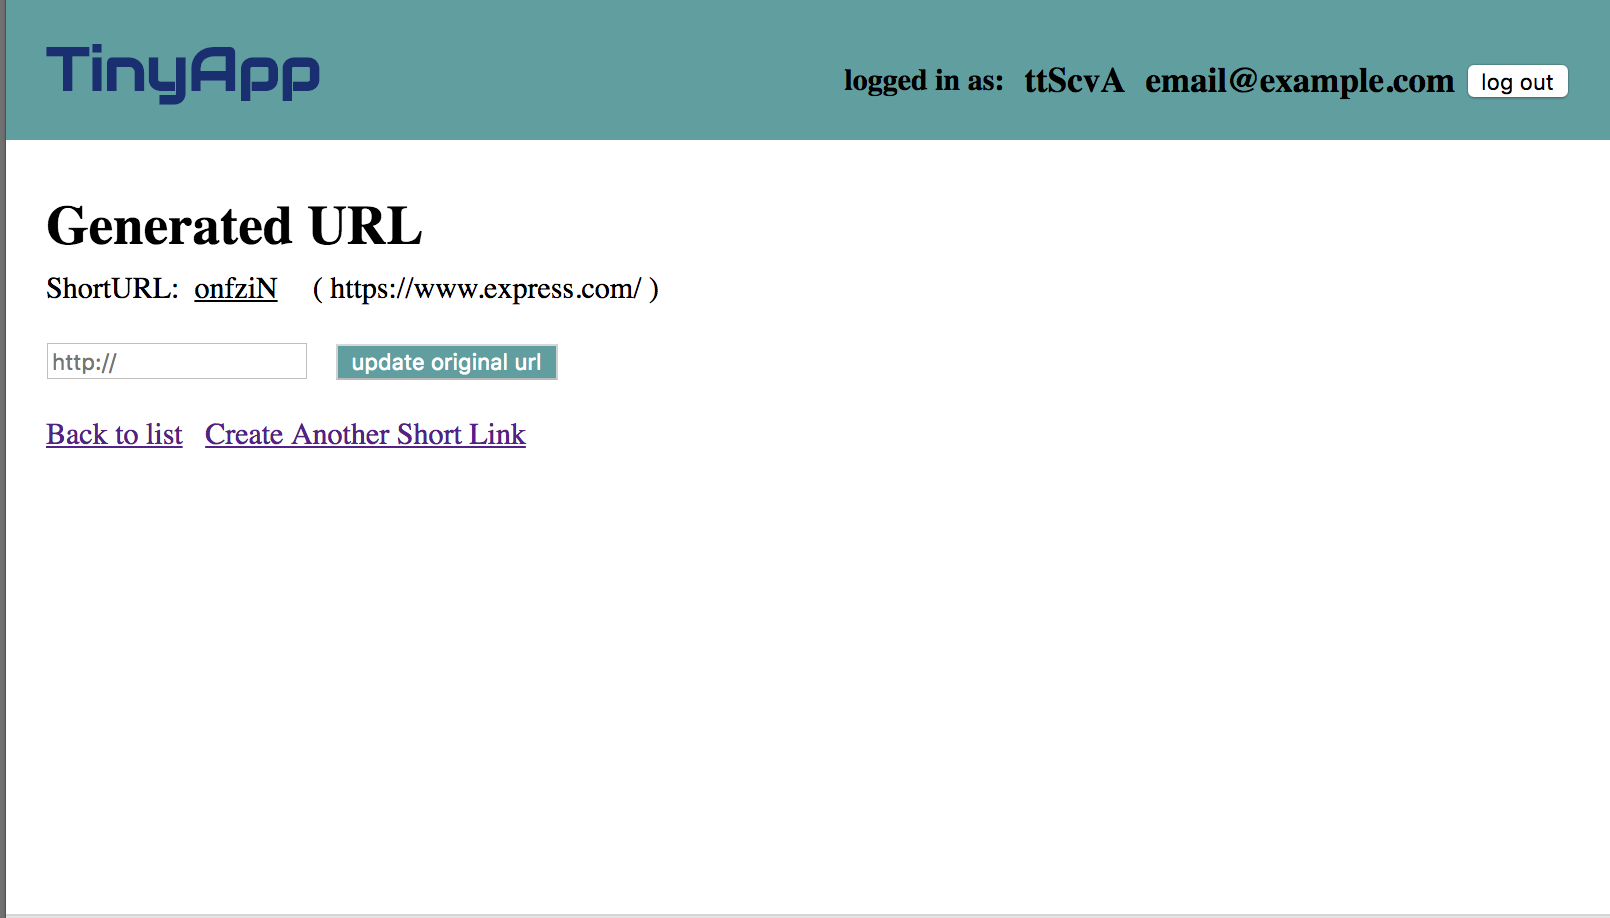 TinyApp
logged in as: ttScvA email@example.com log out
Generated URL
ShortURL: onfziN ( https://www.express.com/ )
http:// update original url
Back to list Create Another Short Link